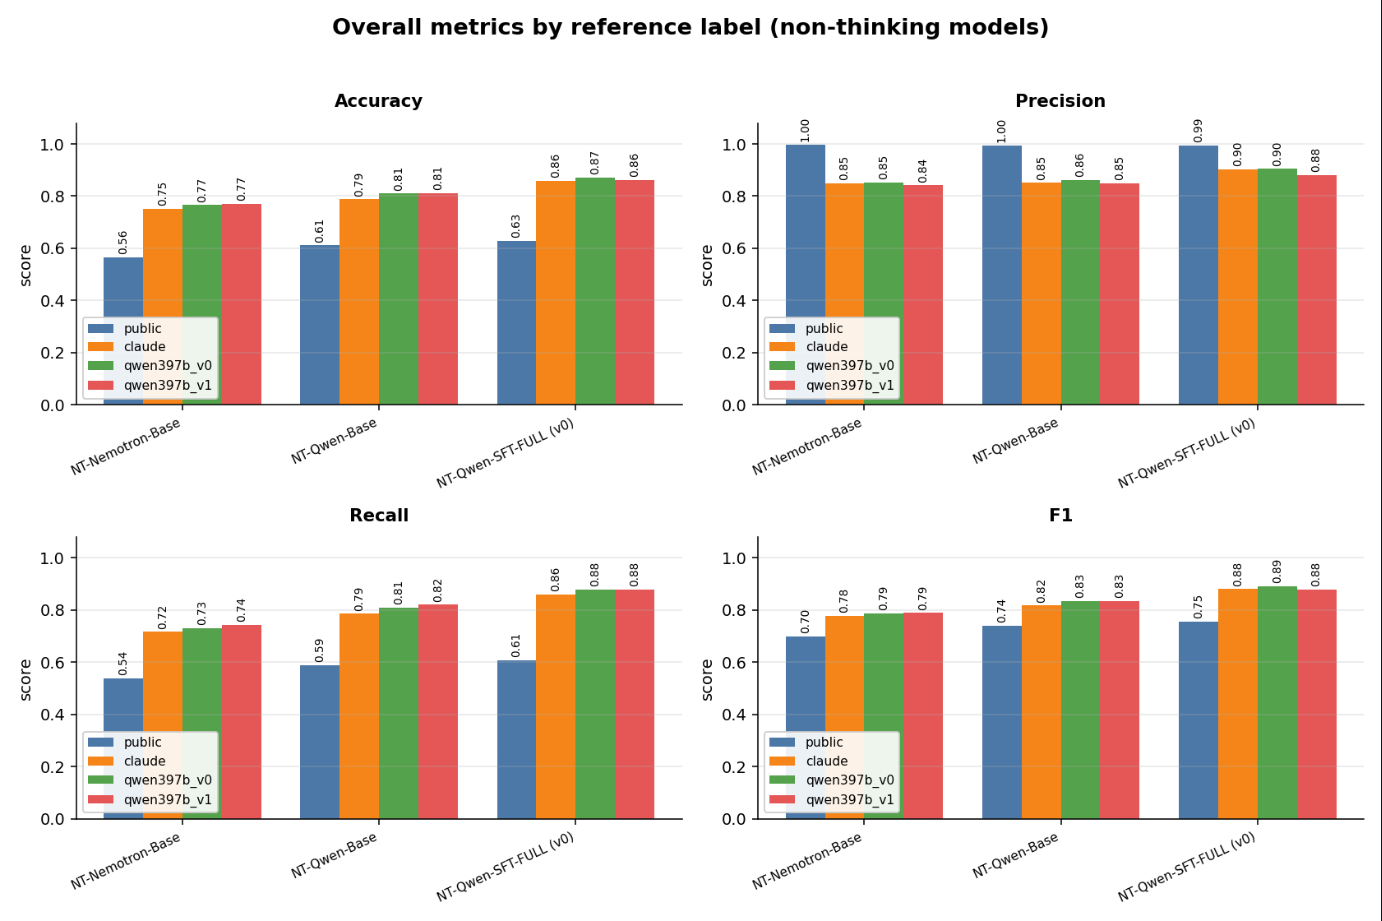 Overall metrics by reference label (non-thinking models)
Accuracy
score
1.0
0.8
0.6
0.4
0.2
0.0
0.56
0.75
0.77
0.77
0.61
0.79
0.81
0.81
0.63
0.86
0.87
0.86
public
claude
qwen397b_v0
qwen397b_v1
NT-Nemotron-Base
NT-Qwen-Base
NT-Qwen-SFT-FULL (v0)
Precision
score
1.0
0.8
0.6
0.4
0.2
0.0
1.00
0.85
0.85
0.84
1.00
0.85
0.86
0.85
0.99
0.90
0.90
0.88
public
claude
qwen397b_v0
qwen397b_v1
NT-Nemotron-Base
NT-Qwen-Base
NT-Qwen-SFT-FULL (v0)
Recall
score
1.0
0.8
0.6
0.4
0.2
0.0
0.54
0.72
0.73
0.74
0.59
0.79
0.81
0.82
0.61
0.86
0.88
0.88
public
claude
qwen397b_v0
qwen397b_v1
NT-Nemotron-Base
NT-Qwen-Base
NT-Qwen-SFT-FULL (v0)
F1
score
1.0
0.8
0.6
0.4
0.2
0.0
0.70
0.78
0.79
0.79
0.74
0.82
0.83
0.83
0.75
0.88
0.89
0.88
public
claude
qwen397b_v0
qwen397b_v1
NT-Nemotron-Base
NT-Qwen-Base
NT-Qwen-SFT-FULL (v0)